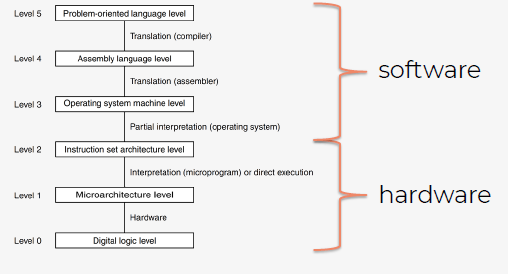 Level 5 Problem-oriented language level
Translation (compiler)
Level 4 Assembly language level
Translation (assembler)
Level 3 Operating system machine level
Partial interpretation (operating system)
Level 2 Instruction set architecture level
Interpretation (microprogram) or direct execution
Level 1 Microarchitecture level
Hardware
Level 0 Digital logic level
software
hardware